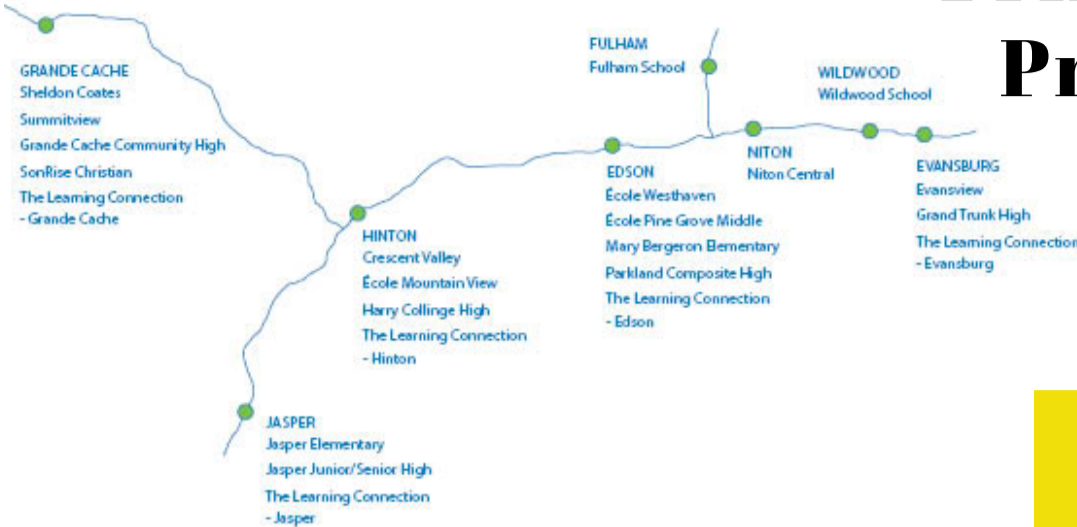 Pr
GRANDE CACHE
Sheldon Coates
Summitview
Grande Cache Community High
SonRise Christian
The Learning Connection
- Grande Cache
HINTON
Crescent Valley
École Mountain View
Harry Collinge High
The Learning Connection
- Hinton
JASPER
Jasper Elementary
Jasper Junior/Senior High
The Learning Connection
- Jasper
FULHAM
Fulham School
EDSON
École Westhaven
École Pine Grove Middle
Mary Bergeron Elementary
Parkland Composite High
The Learning Connection
- Edson
NITON
Niton Central
WILDWOOD
Wildwood School
EVANSBURG
Evansview
Grand Trunk High
The Learning Connection
- Evansburg